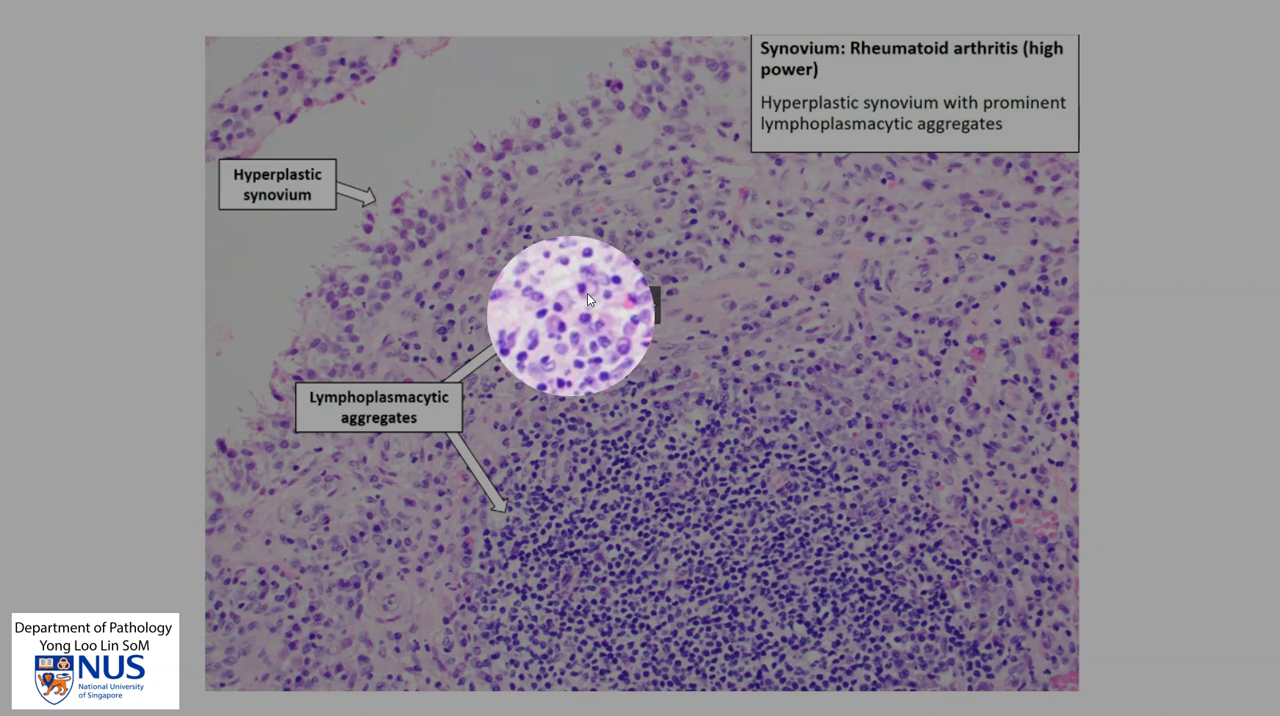 Synovium: Rheumatoid arthritis (high
power)
Hyperplastic synovium with prominent
lymphoplasmacytic aggregates
Hyperplastic
synovium
Lymphoplasmacytic
aggregates
Department of Pathology
Yong Loo Lin SoM
NUS
National University
of Singapore